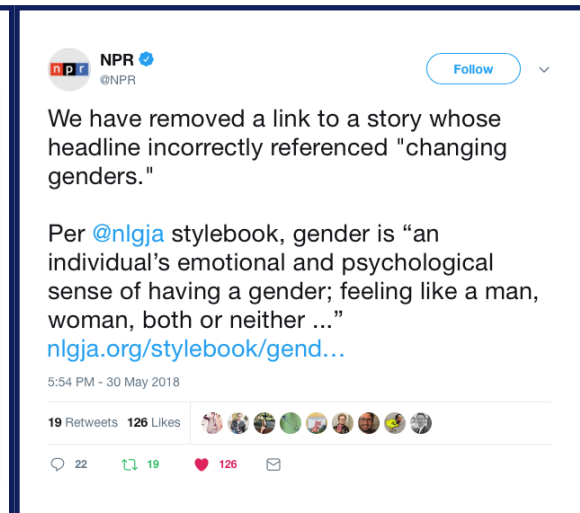 npr
NPR
@NPR
Follow
We have removed a link to a story whose
headline incorrectly referenced "changing
genders."
Per @nlgja stylebook, gender is “an
individual’s emotional and psychological
sense of having a gender; feeling like a man,
woman, both or neither ...”
nlgja.org/stylebook/gend...
5:54 PM - 30 May 2018
19 Retweets 126 Likes
22 19 126